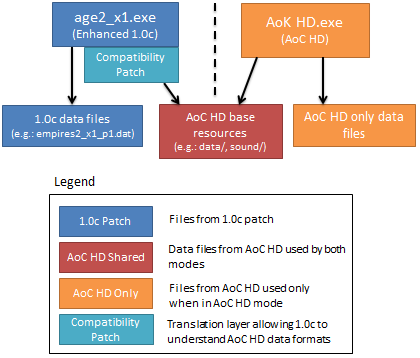 age2_x1.exe
(Enhanced 1.0c)
Compatibility
Patch
AoK HD.exe
(AoC HD)
1.0c data files
(e.g.: empires2_x1_p1.dat)
AoC HD base
resources
(e.g.: data/, sound/)
AoC HD only data
files
Legend
1.0c Patch
Files from 1.0c patch
AoC HD Shared
Data files from AoC HD used by both
modes
AoC HD Only
Files from AoC HD used only
when in AoC HD mode
Compatibility
Patch
Translation layer allowing 1.0c to
understand AoC HD data formats